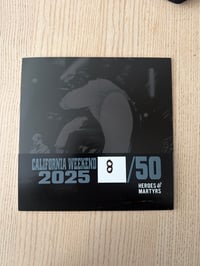 CALIFORNIA WEEKEND
2025 8/50
HEROES &
MARTYRS